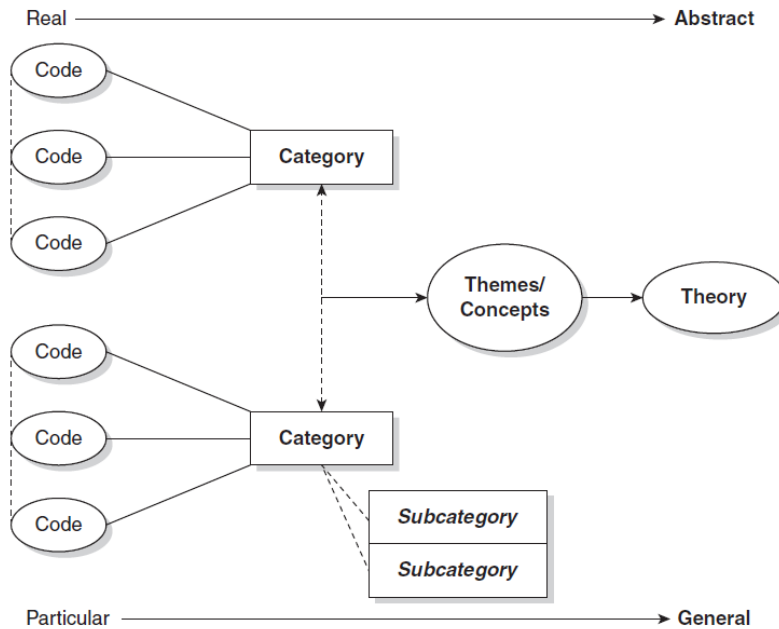 Real Abstract
Code
Code
Category
Code
Themes/
Concepts
Theory
Code
Code
Category
Code
Subcategory
Subcategory
Particular General